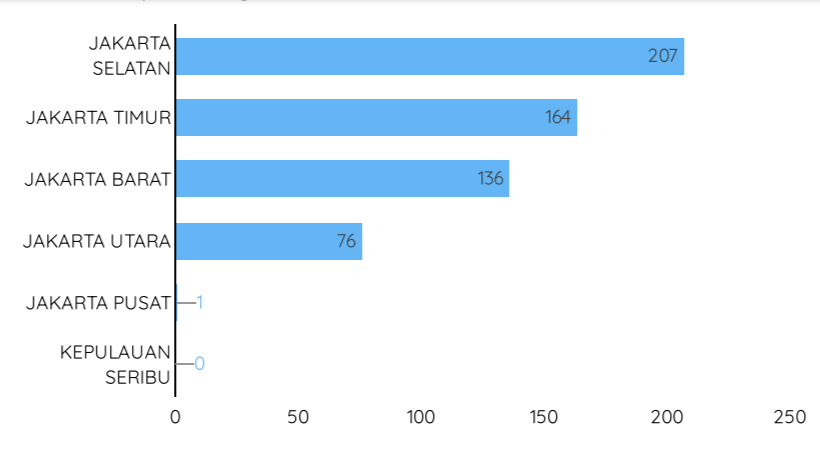 JAKARTA
SELATAN
207
JAKARTA TIMUR
164
JAKARTA BARAT
136
JAKARTA UTARA
76
JAKARTA PUSAT
1
KEPULAUAN
SERIBU
0
0 50 100 150 200 250